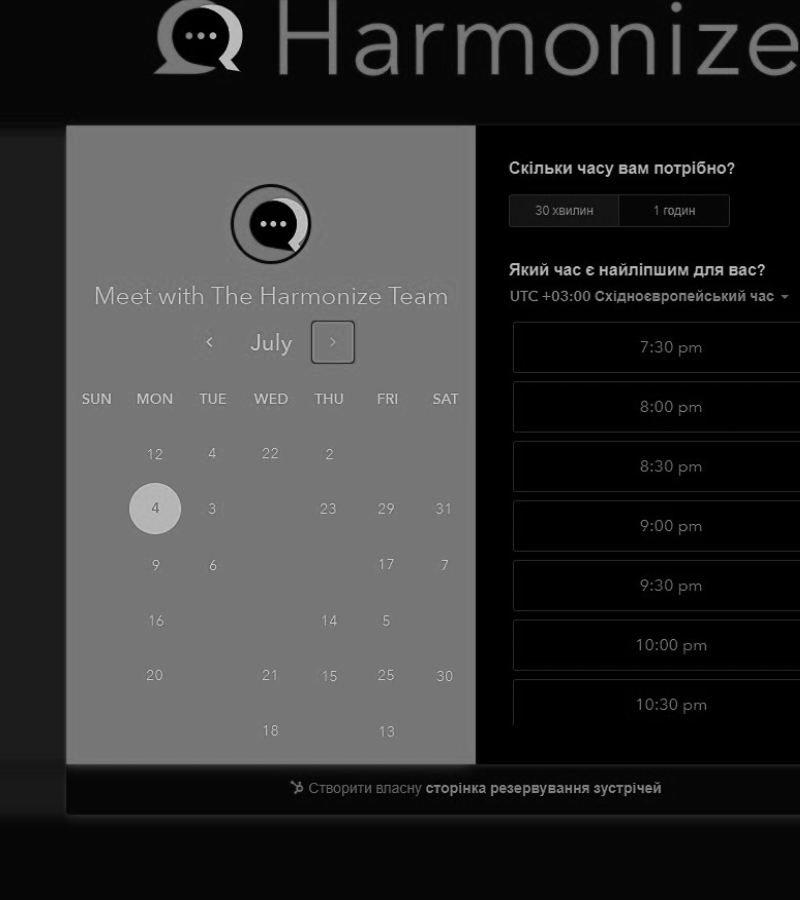 Harmonize
Meet with The Harmonize Team
July
SUN MON TUE WED THU FRI SAT
12 4 22 2
4 3 23 29 31
9 6 17 7
16 14 5
20 21 15 25 30
18 13
Скільки часу вам потрібно?
30 хвилин 1 годин
Який час є найліпшим для вас?
UTC +03:00 Східноєвропейський час
7:30 pm
8:00 pm
8:30 pm
9:00 pm
9:30 pm
10:00 pm
10:30 pm
Створити власну сторінка резервування зустрічей